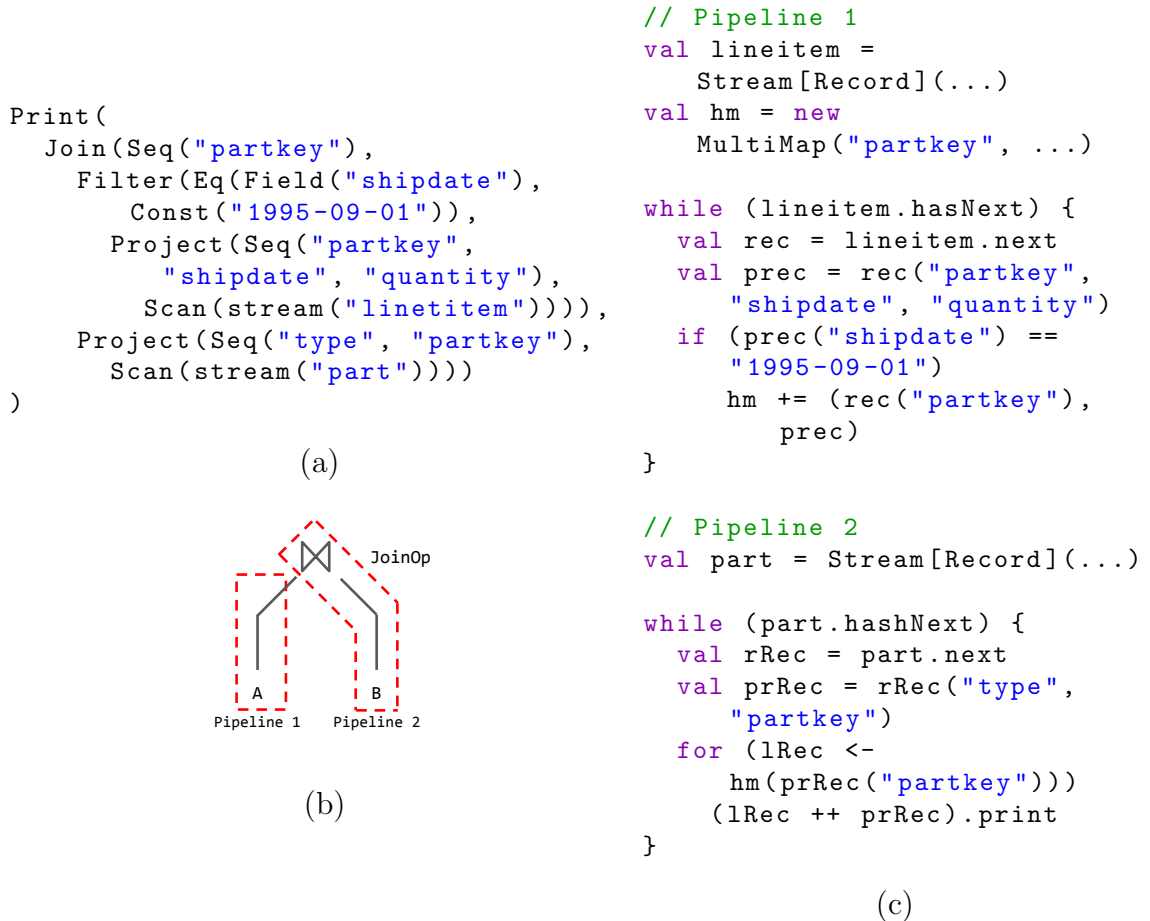 Print(
  Join(Seq("partkey"),
    Filter(Eq(Field("shipdate"),
        Const("1995-09-01")),
      Project(Seq("partkey",
          "shipdate", "quantity"),
        Scan(stream("linetitem")))),
    Project(Seq("type", "partkey"),
      Scan(stream("part"))))
)
(a)
JoinOp
A
B
Pipeline 1
Pipeline 2
(b)
// Pipeline 1
val lineitem =
    Stream[Record](...)
val hm = new
    MultiMap("partkey", ...)
while (lineitem.hasNext) {
  val rec = lineitem.next
  val prec = rec("partkey",
      "shipdate", "quantity")
  if (prec("shipdate") ==
      "1995-09-01")
      hm += (rec("partkey"),
          prec)
}
// Pipeline 2
val part = Stream[Record](...)
while (part.hashNext) {
  val rRec = part.next
  val prRec = rRec("type",
      "partkey")
  for (lRec <-
      hm(prRec("partkey")))
    (lRec ++ prRec).print
}
(c)